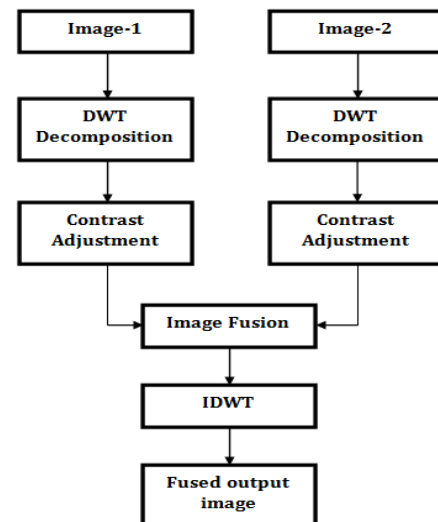 Image-1
Image-2
DWT
Decomposition
DWT
Decomposition
Contrast
Adjustment
Contrast
Adjustment
Image Fusion
IDWT
Fused output
image